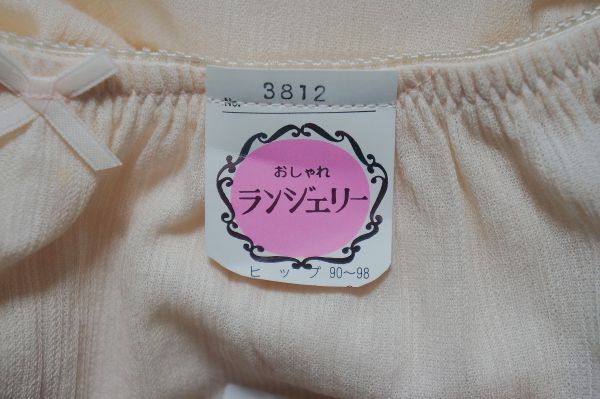 No. 3812
おしゃれ
ランジェリー
ヒップ 90～98